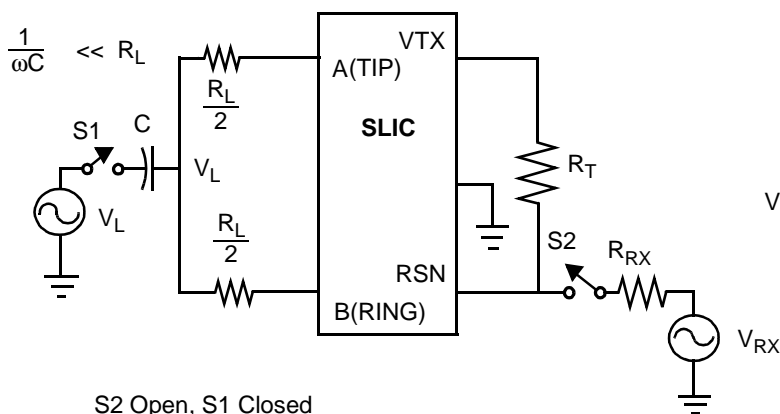 1/ωC << R_L
R_L/2
A(TIP)
VTX
SLIC
S1
C
V_L
V_L
R_L/2
R_T
V
S2
R_RX
RSN
B(RING)
V_RX
S2 Open, S1 Closed